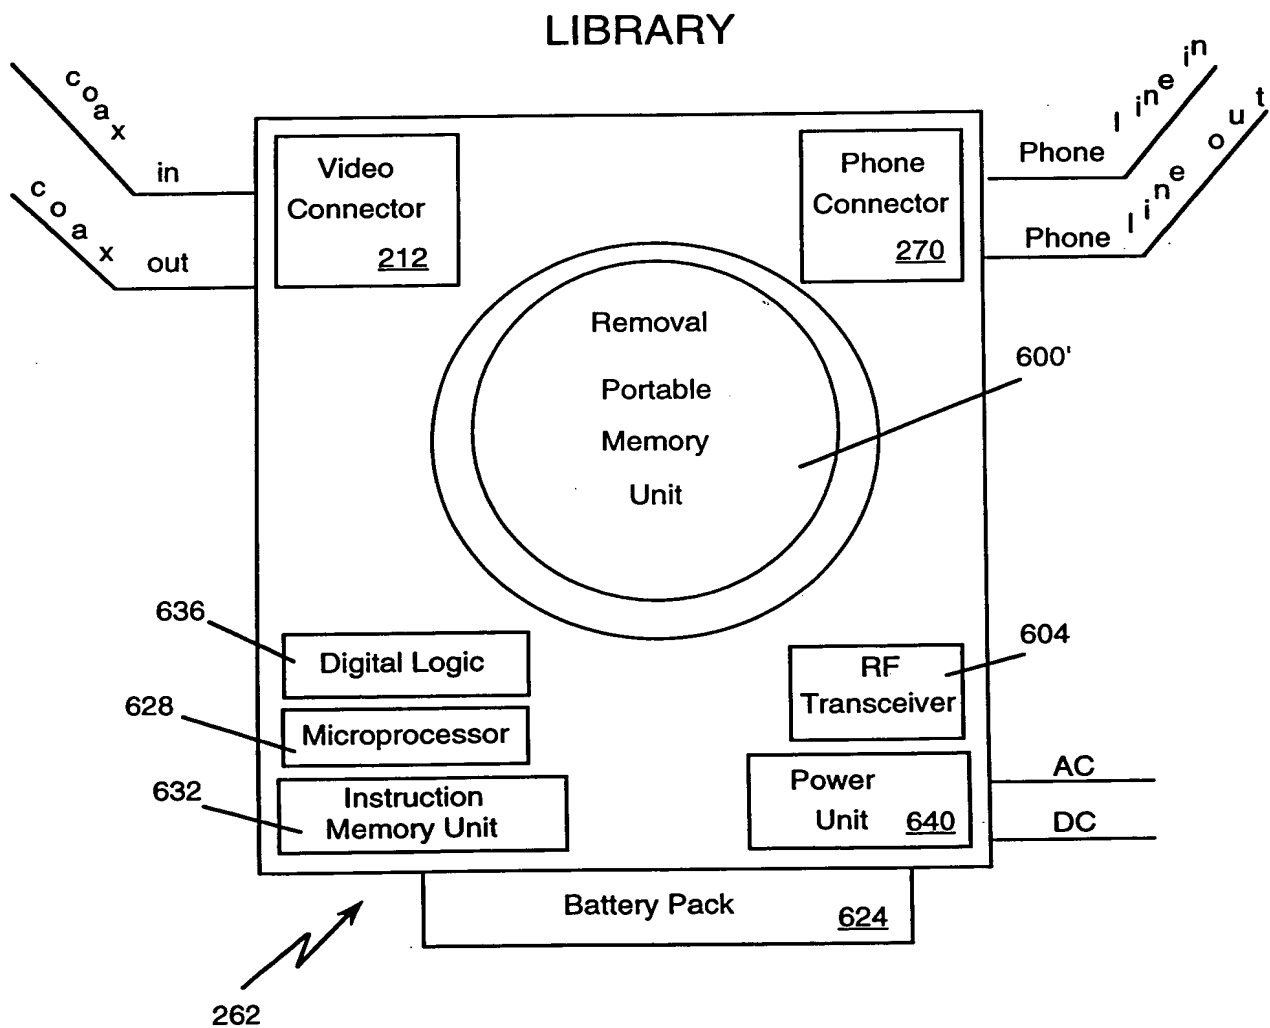 LIBRARY
coax in
coax out
Video
Connector
212
Phone
Connector
270
Phone line in
Phone line out
Removal
Portable
Memory
Unit
600'
636
Digital Logic
628
Microprocessor
632
Instruction
Memory Unit
604
RF
Transceiver
Power
Unit 640
AC
DC
Battery Pack 624
262